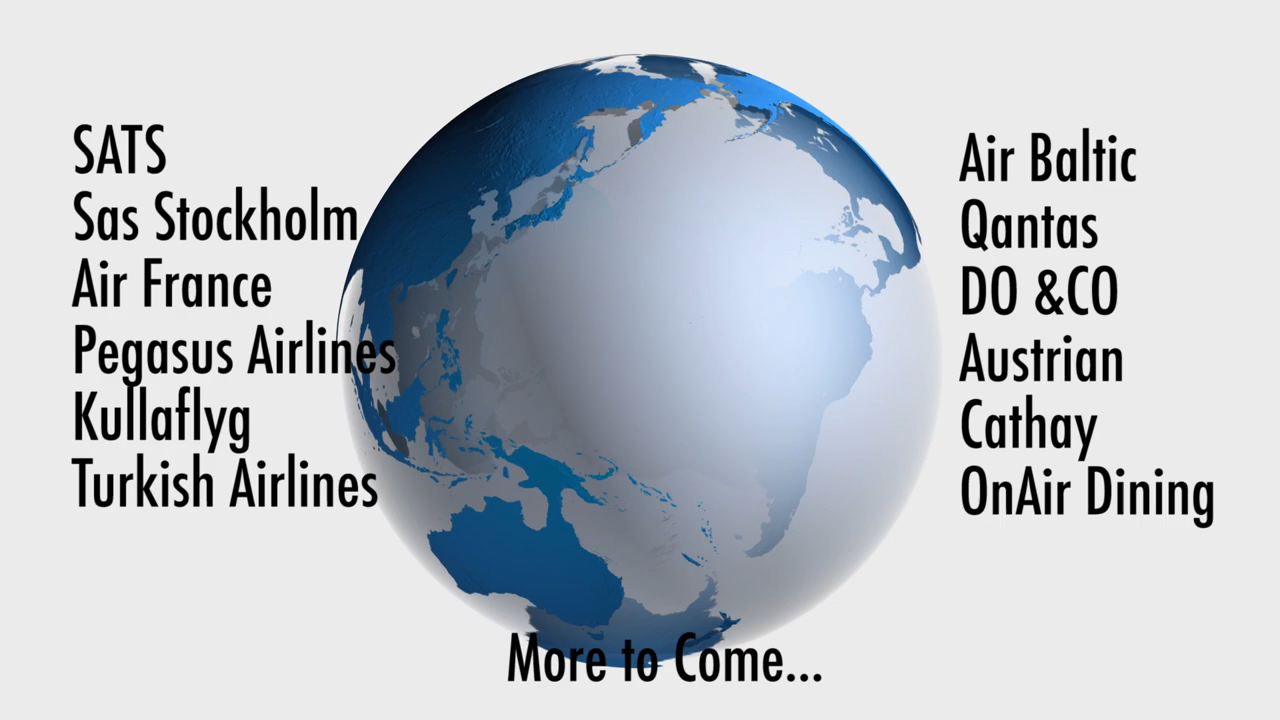 SATS
Sas Stockholm
Air France
Pegasus Airlines
Kullaflyg
Turkish Airlines
Air Baltic
Qantas
DO &CO
Austrian
Cathay
OnAir Dining
More to Come...